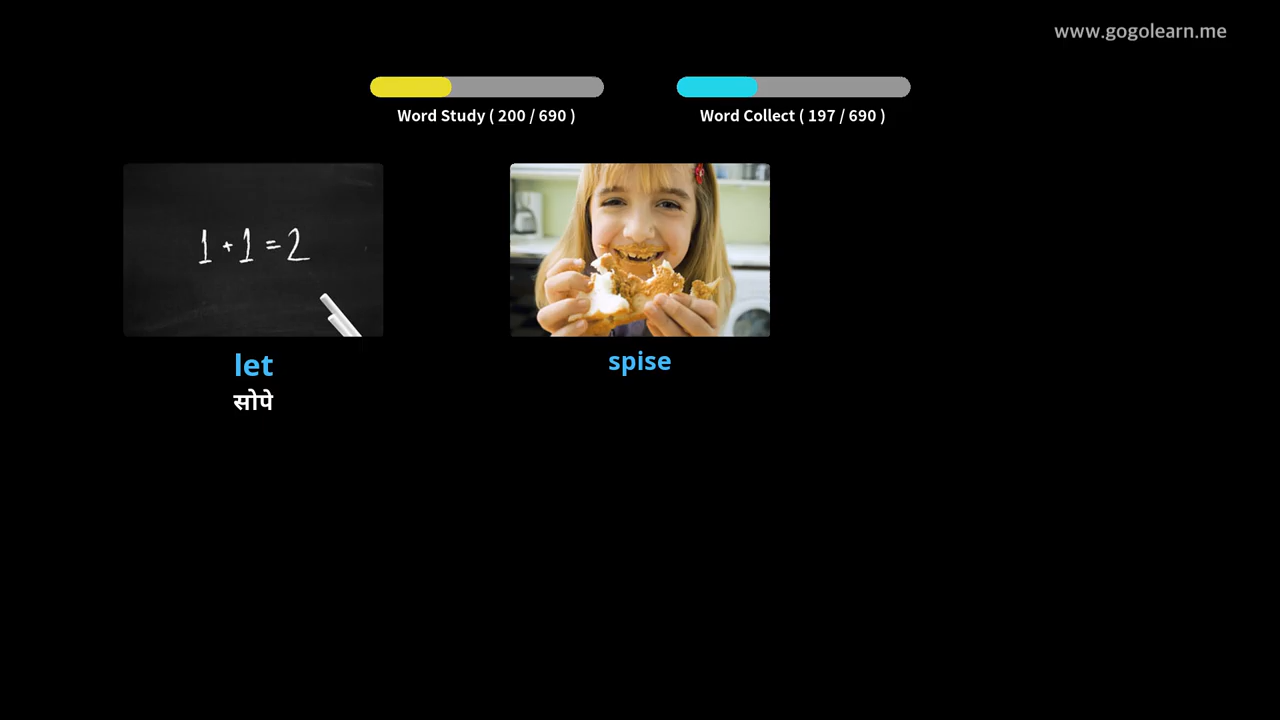 www.gogolearn.me
Word Study ( 200 / 690 )
Word Collect ( 197 / 690 )
1 + 1 = 2
let
सोपे
spise